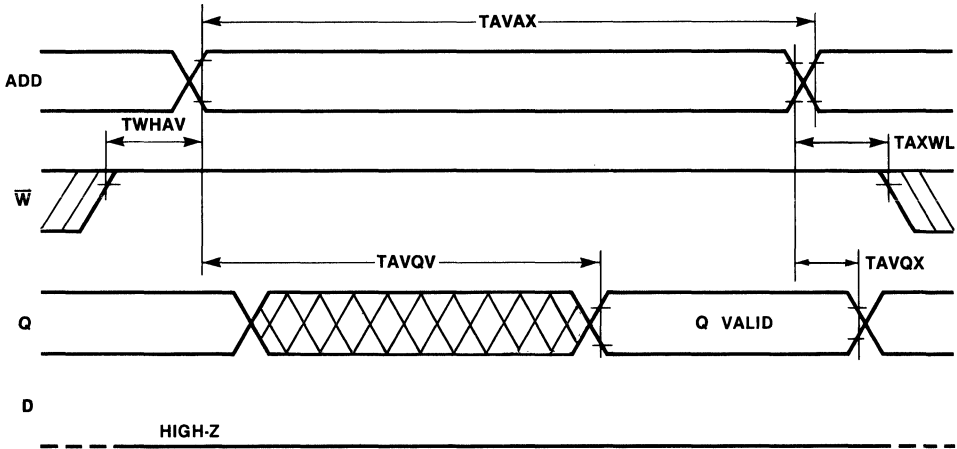 TAVAX
ADD
TWHAV
TAXWL
W̅
TAVQV
TAVQX
Q
Q VALID
D
HIGH-Z